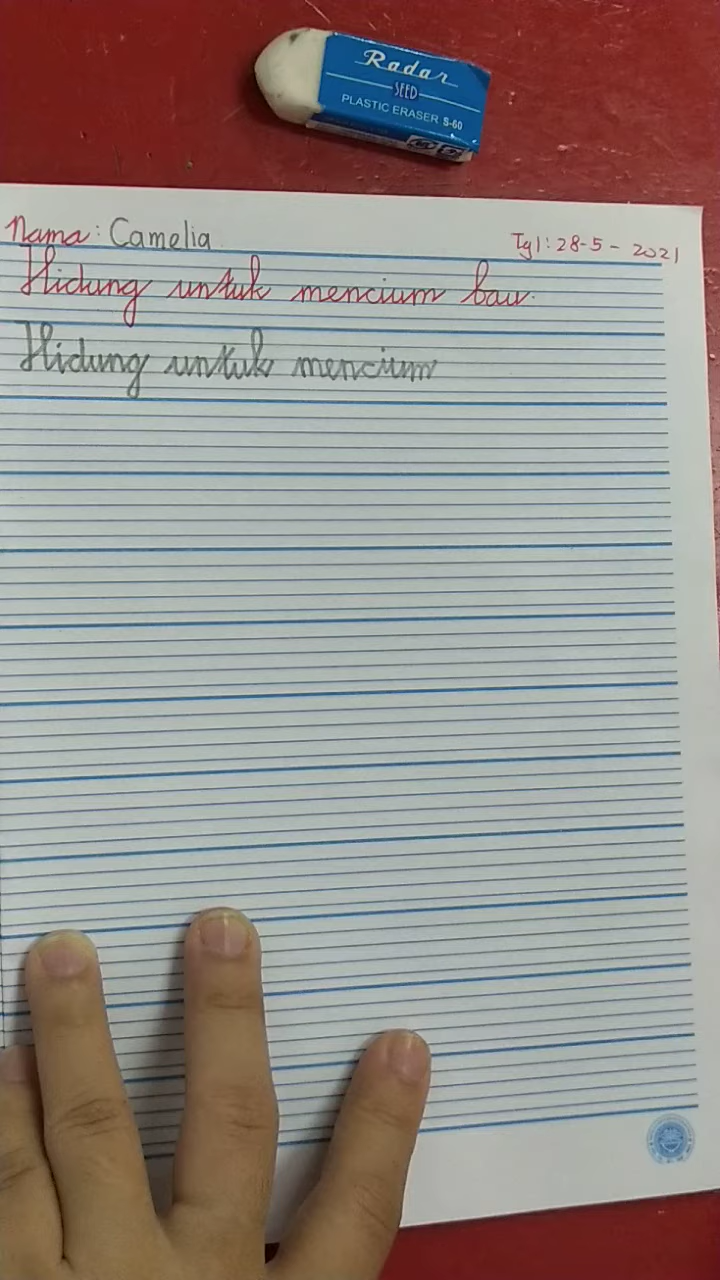 Radar
SEED
PLASTIC ERASER S-60
Nama: Camelia
Tgl: 28-5-2021
Hidung untuk mencium bau.
Hidung untuk mencium